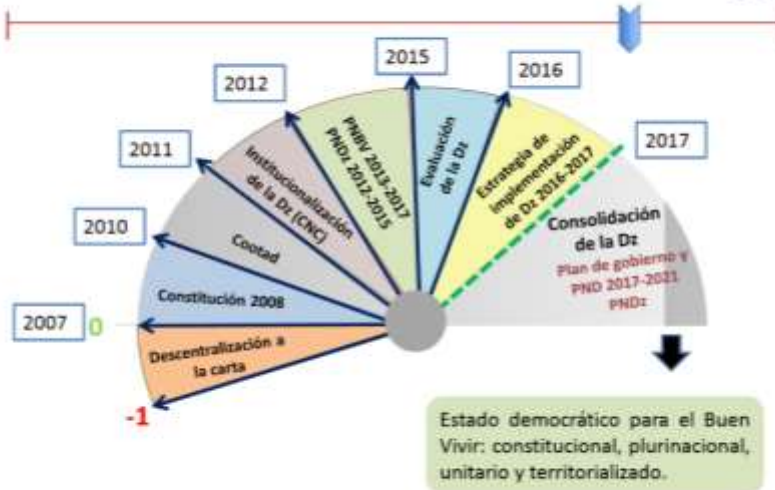 2015
2016
2012
2017
2011
2010
2007
0
-1
Descentralización a
la carta
Constitución 2008
Cootad
Institucionalización
de la Dz (CNC)
PNBV 2013-2017
PNDz 2012-2015
Evaluación
de la Dz
Estrategia de
implementación
de Dz 2016-2017
Consolidación
de la Dz
Plan de gobierno y
PND 2017-2021
PNDz
Estado democrático para el Buen
Vivir: constitucional, plurinacional,
unitario y territorializado.